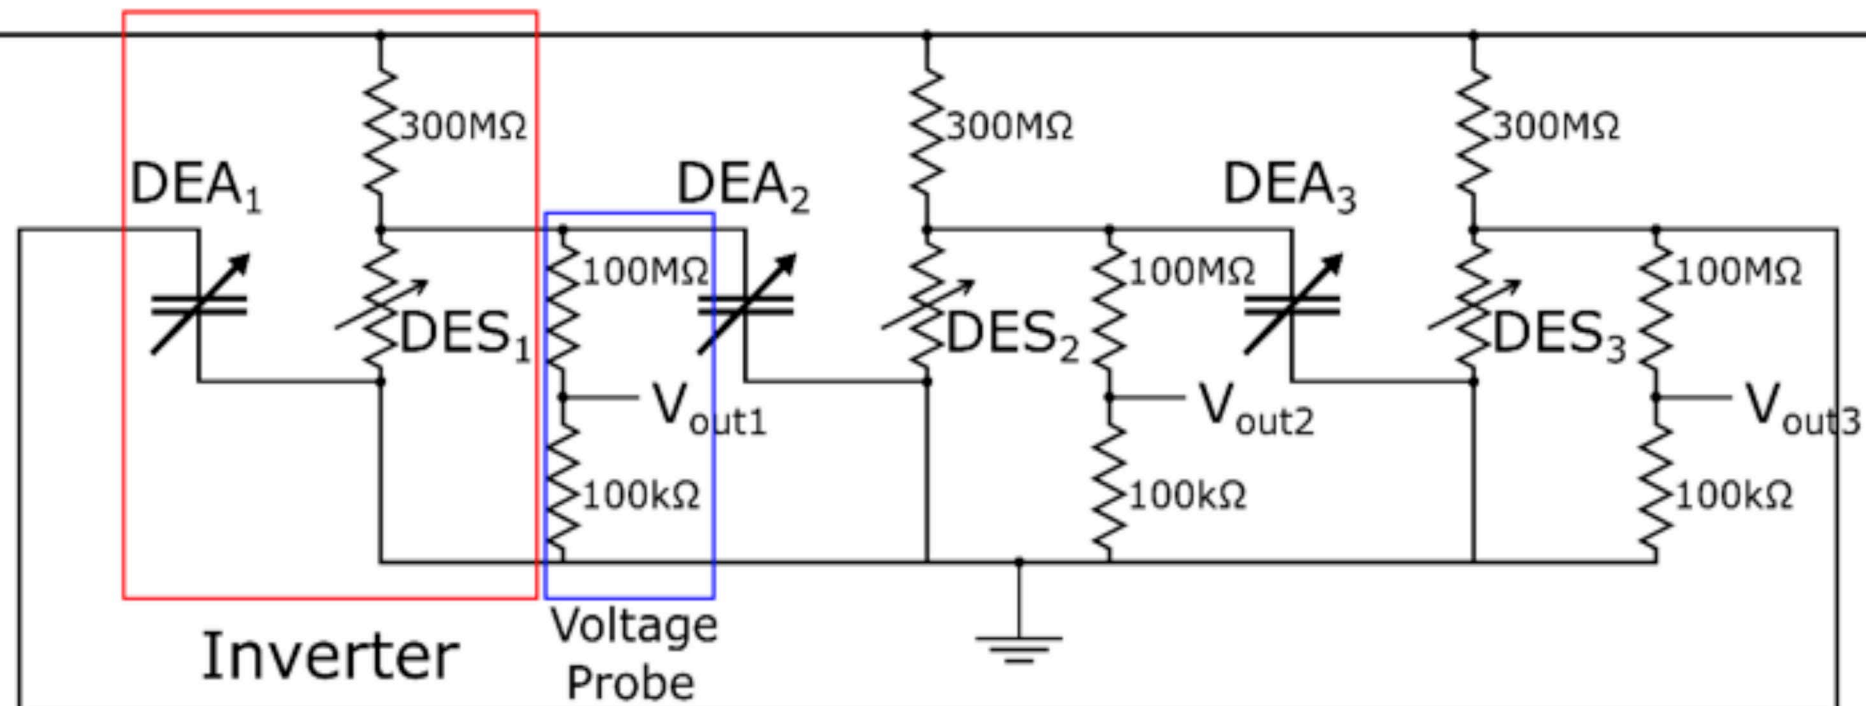 300MΩ
300MΩ
300MΩ
DEA₁
DEA₂
DEA₃
100MΩ
100MΩ
100MΩ
DES₁
DES₂
DES₃
Vout1
Vout2
Vout3
100kΩ
100kΩ
100kΩ
Inverter
Voltage
Probe